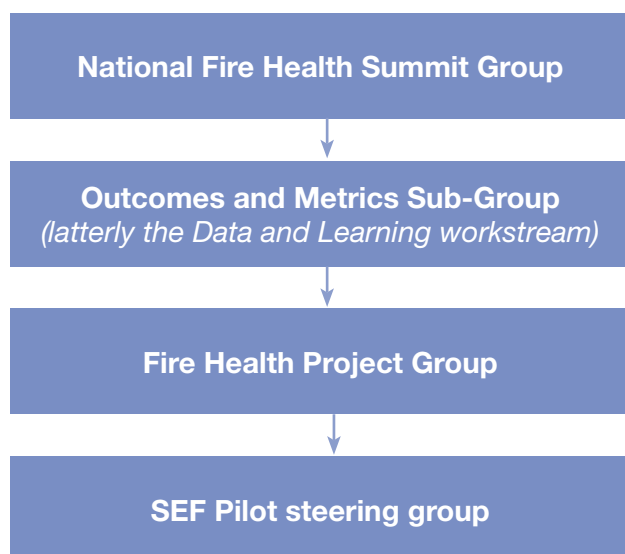 National Fire Health Summit Group
Outcomes and Metrics Sub-Group
(latterly the Data and Learning workstream)
Fire Health Project Group
SEF Pilot steering group